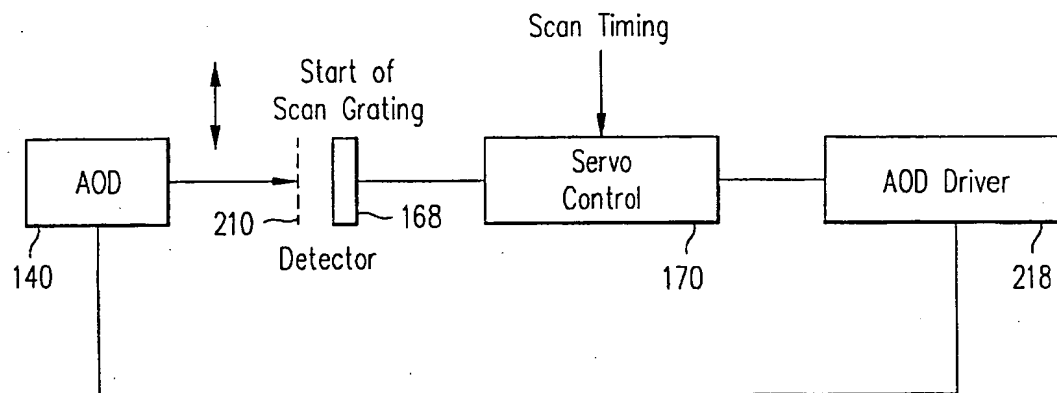 Scan Timing
Start of
Scan Grating
AOD
Servo
Control
AOD Driver
210
168
Detector
140
170
218